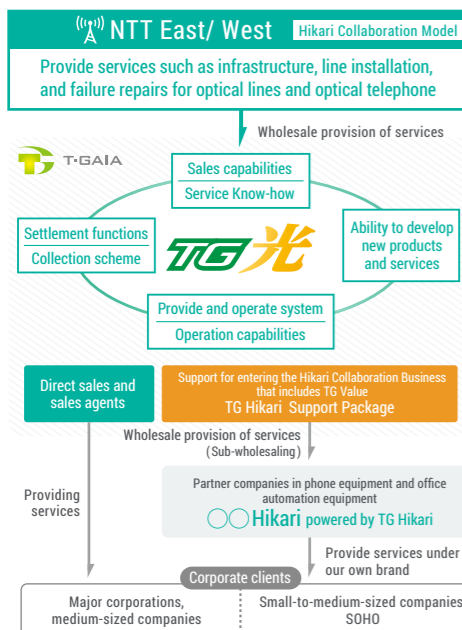 NTT East/ West
Hikari Collaboration Model
Provide services such as infrastructure, line installation,
and failure repairs for optical lines and optical telephone
Wholesale provision of services
T-GAIA
Sales capabilities
Service Know-how
Settlement functions
Collection scheme
TG光
Ability to develop
new products
and services
Provide and operate system
Operation capabilities
Direct sales and
sales agents
Support for entering the Hikari Collaboration Business
that includes TG Value
TG Hikari Support Package
Wholesale provision of services
(Sub-wholesaling)
Providing
services
Partner companies in phone equipment and office
automation equipment
〇〇Hikari powered by TG Hikari
Provide services under
our own brand
Corporate clients
Major corporations,
medium-sized companies
Small-to-medium-sized companies
SOHO